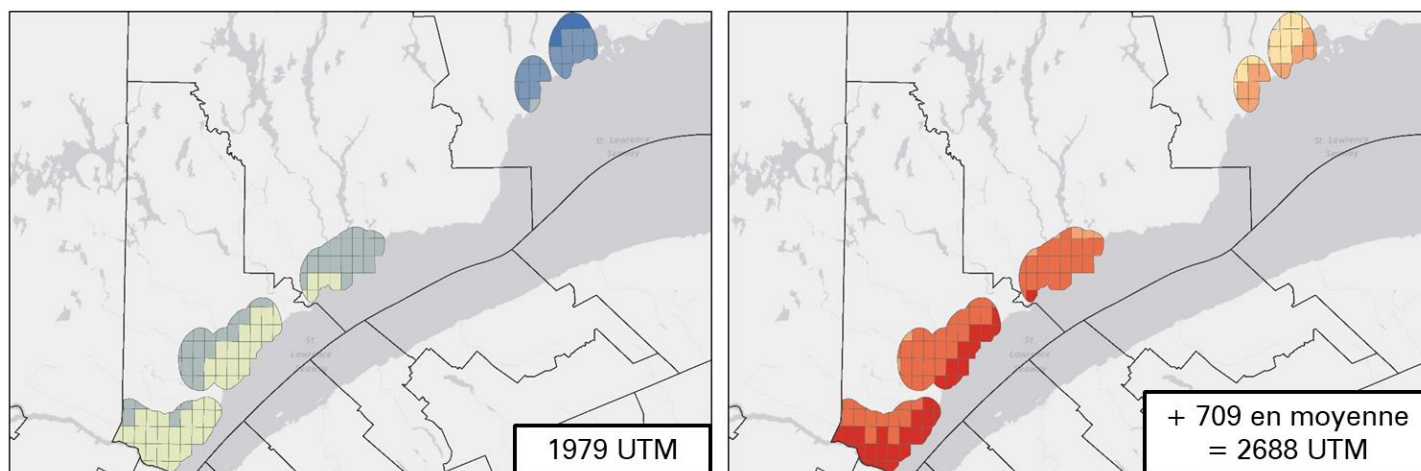 St. Lawrence
Seaway
St.
Lawrence
Seaway
1979 UTM
St. Lawrence
Seaway
St.
Lawrence
Seaway
+ 709 en moyenne
= 2688 UTM